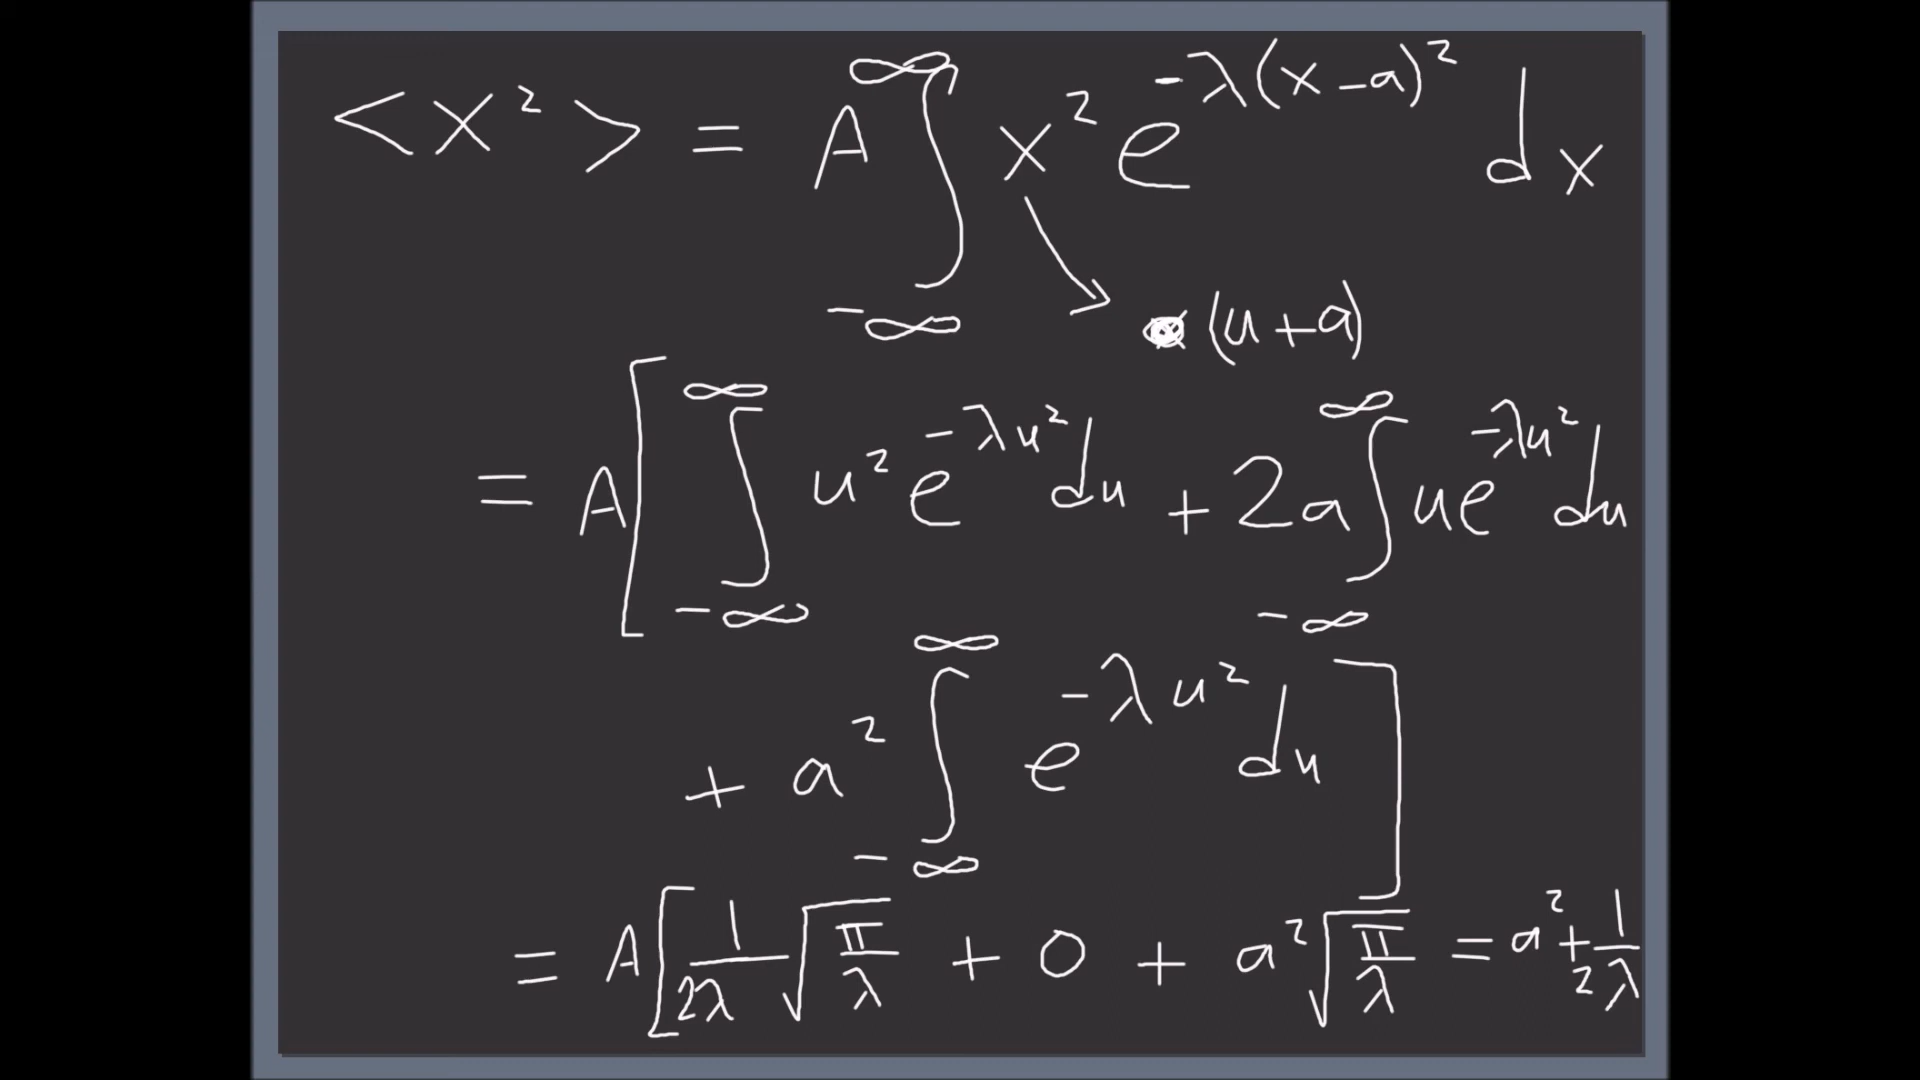 <x²> = A ∫_{-∞}^{∞} x² e^{-λ(x-a)²} dx
(u+a)
= A[ ∫_{-∞}^{∞} u² e^{-λu²} du + 2a ∫_{-∞}^{∞} u e^{-λu²} du
+ a² ∫_{-∞}^{∞} e^{-λu²} du ]
= A[ 1/2λ √(π/λ) + 0 + a² √(π/λ) = a² + 1/2λ